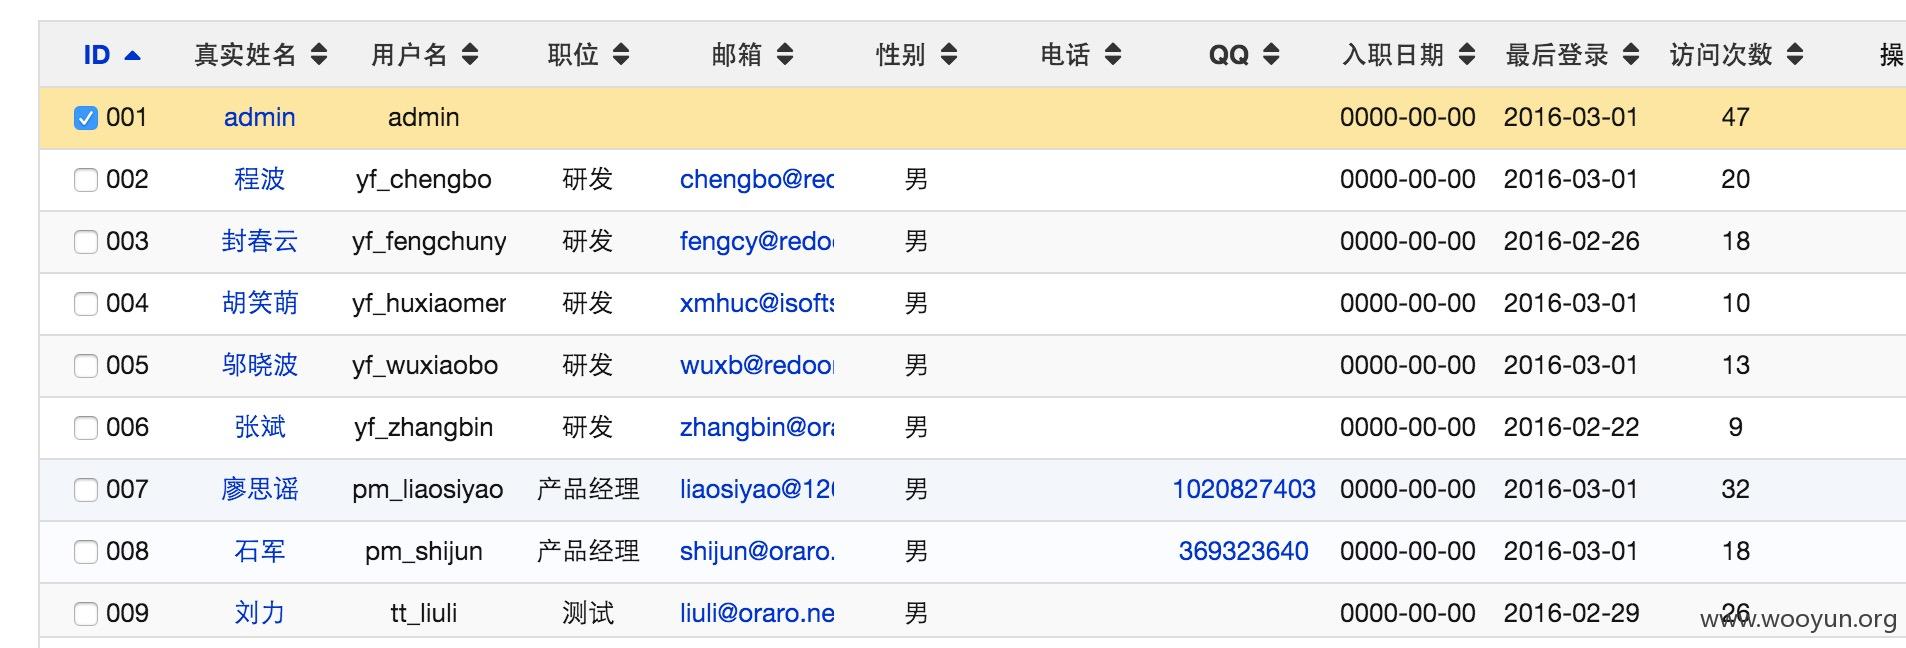 ID 真实姓名 用户名 职位 邮箱 性别 电话 QQ 入职日期 最后登录 访问次数 操
001 admin admin 0000-00-00 2016-03-01 47
002 程波 yf_chengbo 研发 chengbo@red 男 0000-00-00 2016-03-01 20
003 封春云 yf_fengchuny 研发 fengcy@redo 男 0000-00-00 2016-02-26 18
004 胡笑萌 yf_huxiaomer 研发 xmhuc@isofts 男 0000-00-00 2016-03-01 10
005 邬晓波 yf_wuxiaobo 研发 wuxb@redoor 男 0000-00-00 2016-03-01 13
006 张斌 yf_zhangbin 研发 zhangbin@ora 男 0000-00-00 2016-02-22 9
007 廖思谣 pm_liaosiyao 产品经理 liaosiyao@126 男 1020827403 0000-00-00 2016-03-01 32
008 石军 pm_shijun 产品经理 shijun@oraro. 男 369323640 0000-00-00 2016-03-01 18
009 刘力 tt_liuli 测试 liuli@oraro.ne 男 0000-00-00 2016-02-29 26
www.wooyun.org